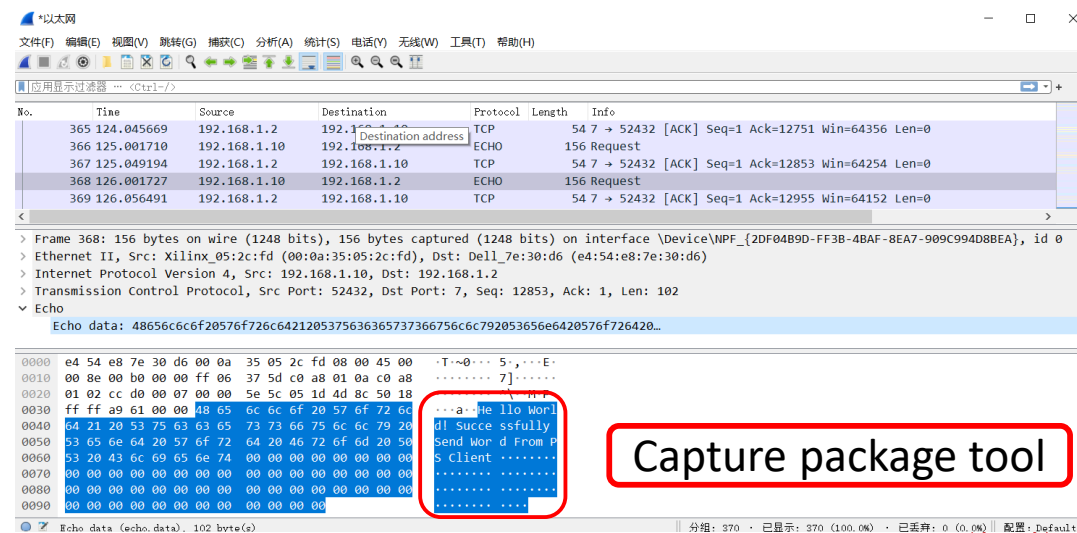 *以太网
文件(F) 编辑(E) 视图(V) 跳转(G) 捕获(C) 分析(A) 统计(S) 电话(Y) 无线(W) 工具(T) 帮助(H)
应用显示过滤器 … <Ctrl-/>
No. Time Source Destination Protocol Length Info
365 124.045669 192.168.1.2 TCP 54 7 → 52432 [ACK] Seq=1 Ack=12751 Win=64356 Len=0
Destination address
366 125.001710 192.168.1.10 192.168.1.2 ECHO 156 Request
367 125.049194 192.168.1.2 192.168.1.10 TCP 54 7 → 52432 [ACK] Seq=1 Ack=12853 Win=64254 Len=0
368 126.001727 192.168.1.10 192.168.1.2 ECHO 156 Request
369 126.056491 192.168.1.2 192.168.1.10 TCP 54 7 → 52432 [ACK] Seq=1 Ack=12955 Win=64152 Len=0
Frame 368: 156 bytes on wire (1248 bits), 156 bytes captured (1248 bits) on interface \Device\NPF_{2DF04B9D-FF3B-4BAF-8EA7-909C994D8BEA}, id 0
Ethernet II, Src: Xilinx_05:2c:fd (00:0a:35:05:2c:fd), Dst: Dell_7e:30:d6 (e4:54:e8:7e:30:d6)
Internet Protocol Version 4, Src: 192.168.1.10, Dst: 192.168.1.2
Transmission Control Protocol, Src Port: 52432, Dst Port: 7, Seq: 12853, Ack: 1, Len: 102
Echo
Echo data: 48656c6c6f20576f726c6421205375636365737366756c6c792053656e6420576f726420…
0000 e4 54 e8 7e 30 d6 00 0a 35 05 2c fd 08 00 45 00 ·T·~0··· 5·,···E·
0010 00 8e 00 b0 00 00 ff 06 37 5d c0 a8 01 0a c0 a8 ········ 7]······
0020 01 02 cc d0 00 07 00 00 5e 5c 05 1d 4d 8c 50 18
0030 ff ff a9 61 00 00 48 65 6c 6c 6f 20 57 6f 72 6c ···a··He llo Worl
0040 64 21 20 53 75 63 63 65 73 73 66 75 6c 6c 79 20 d! Succe ssfully
0050 53 65 6e 64 20 57 6f 72 64 20 46 72 6f 6d 20 50 Send Wor d From P
0060 53 20 43 6c 69 65 6e 74 00 00 00 00 00 00 00 00 S Client ········
0070 00 00 00 00 00 00 00 00 00 00 00 00 00 00 00 00 ········ ········
0080 00 00 00 00 00 00 00 00 00 00 00 00 00 00 00 00 ········ ········
0090 00 00 00 00 00 00 00 00 00 00 00 00 ········ ····
Capture package tool
Echo data (echo.data), 102 byte(s) 分组: 370 · 已显示: 370 (100.0%) · 已丢弃: 0 (0.0%) 配置: Default